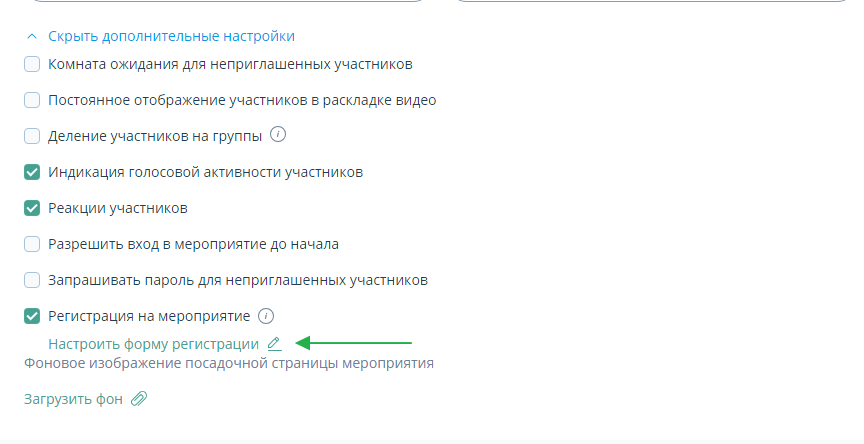 Скрыть дополнительные настройки
Комната ожидания для неприглашенных участников
Постоянное отображение участников в раскладке видео
Деление участников на группы
Индикация голосовой активности участников
Реакции участников
Разрешить вход в мероприятие до начала
Запрашивать пароль для неприглашенных участников
Регистрация на мероприятие
Настроить форму регистрации
Фоновое изображение посадочной страницы мероприятия
Загрузить фон